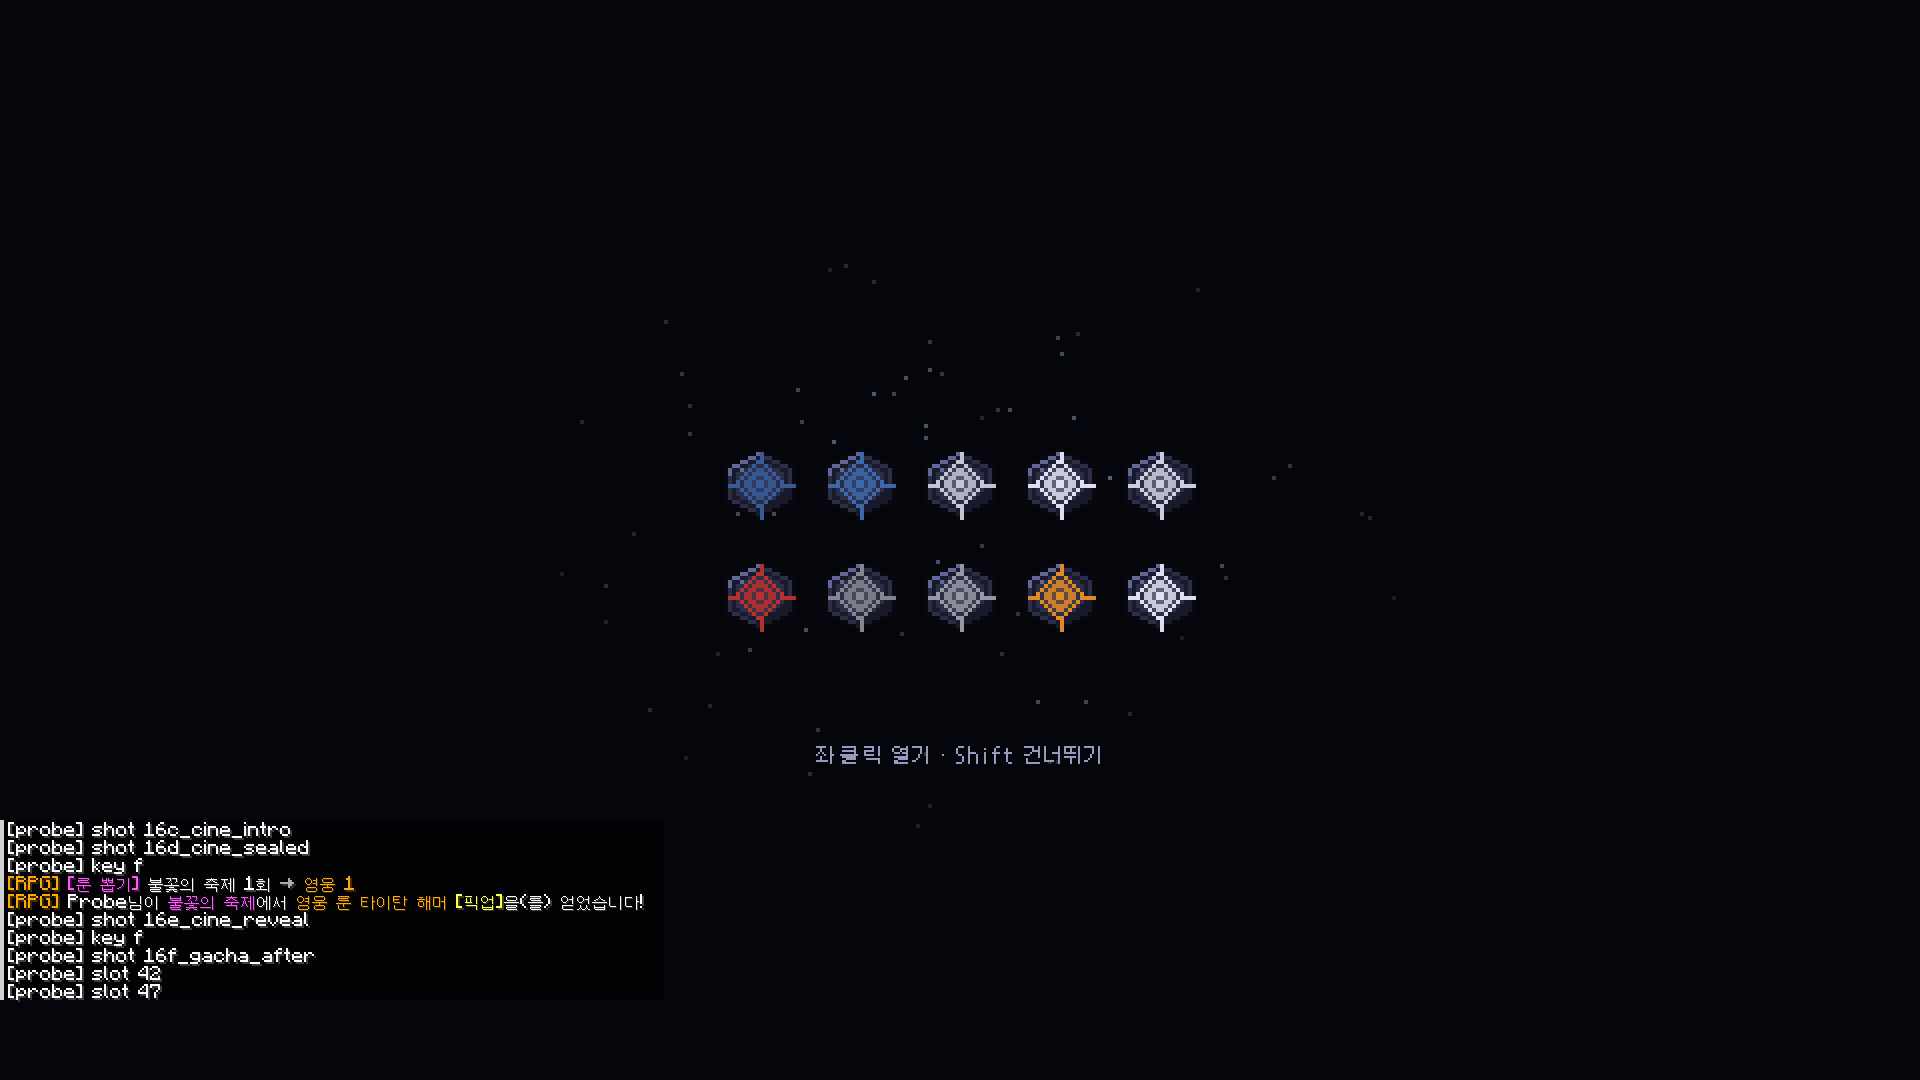 좌클릭 열기 · Shift 건너뛰기
[probe] shot 16c_cine_intro
[probe] shot 16d_cine_sealed
[probe] key f
[RPG] [룬 뽑기] 불꽃의 축제 1회 → 영웅 1
[RPG] Probe님이 불꽃의 축제에서 영웅 룬 타이탄 해머 [픽업]을(를) 얻었습니다!
[probe] shot 16e_cine_reveal
[probe] key f
[probe] shot 16f_gacha_after
[probe] slot 42
[probe] slot 47